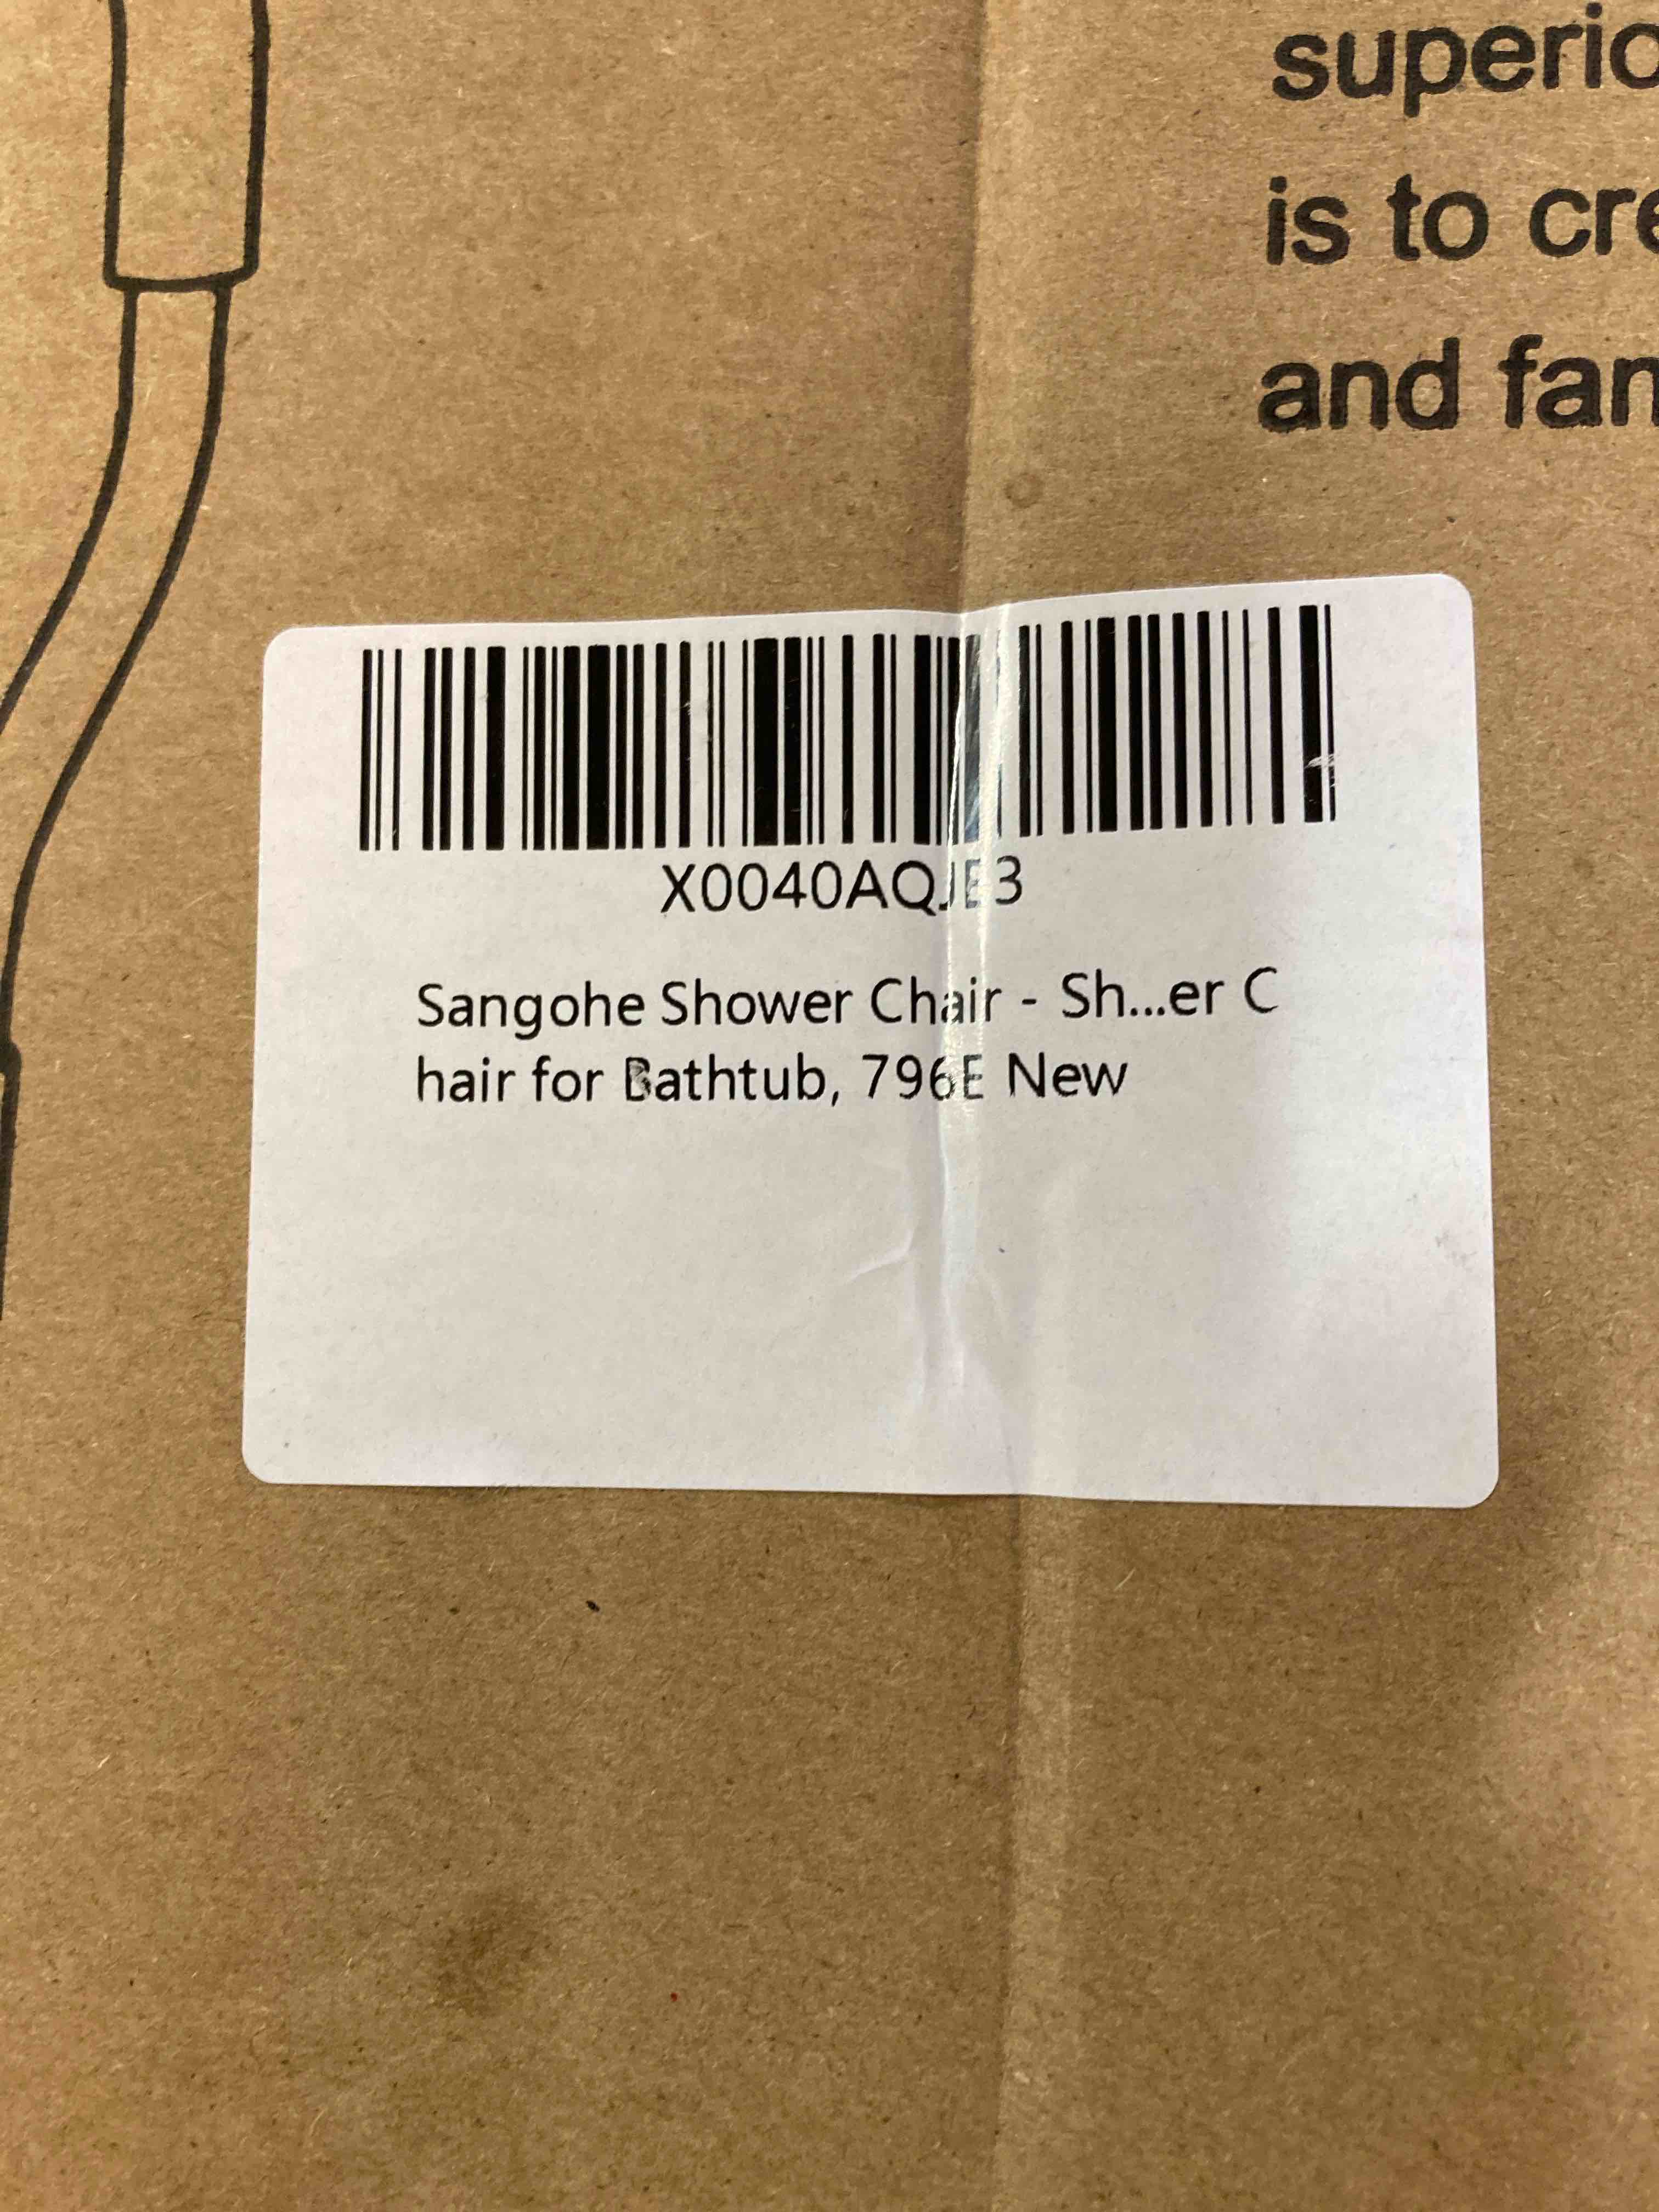 superio
is to cre
and fam
X0040AQJE3
Sangohe Shower Chair - Sh...er C
hair for Bathtub, 796E New